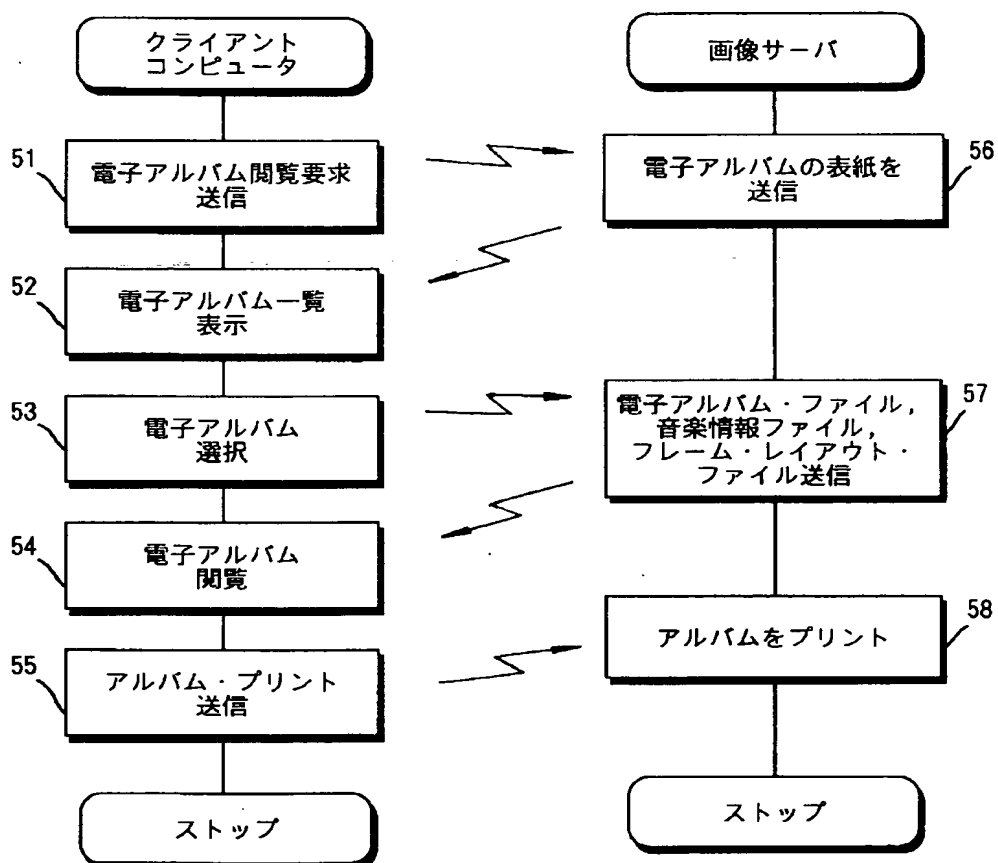 クライアント
コンピュータ
画像サーバ
51
電子アルバム閲覧要求
送信
電子アルバムの表紙を
送信
56
52
電子アルバム一覧
表示
53
電子アルバム
選択
電子アルバム・ファイル,
音楽情報ファイル,
フレーム・レイアウト・
ファイル送信
57
54
電子アルバム
閲覧
アルバムをプリント
58
55
アルバム・プリント
送信
ストップ
ストップ